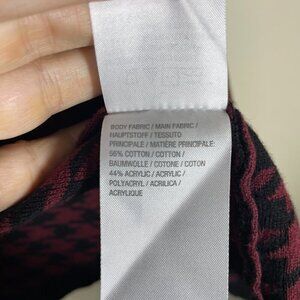 BODY FABRIC / MAIN FABRIC /
HAUPTSTOFF / TESSUTO
PRINCIPALE / MATIÈRE PRINCIPALE:
56% COTTON / COTTON /
BAUMWOLLE / COTONE / COTON
44% ACRYLIC / ACRYLIC /
POLYACRYL / ACRILICA /
ACRYLIQUE